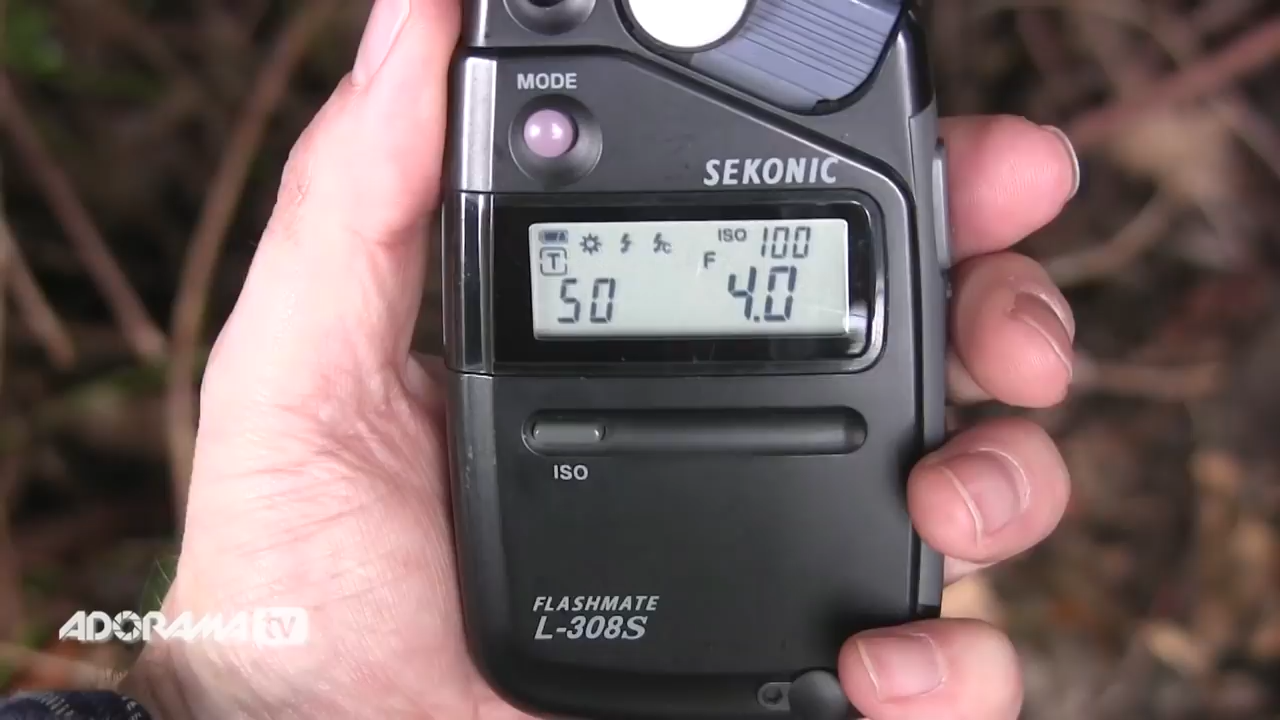 MODE
SEKONIC
ISO 100
T
F
50 4.0
ISO
FLASHMATE
L-308S
ADORAMA tv